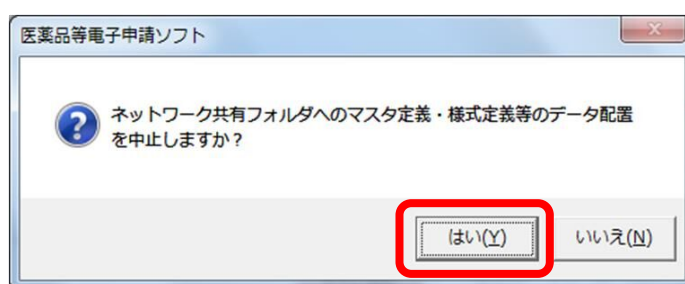 医薬品等電子申請ソフト
ネットワーク共有フォルダへのマスタ定義・様式定義等のデータ配置
を中止しますか？
はい(Y)
いいえ(N)